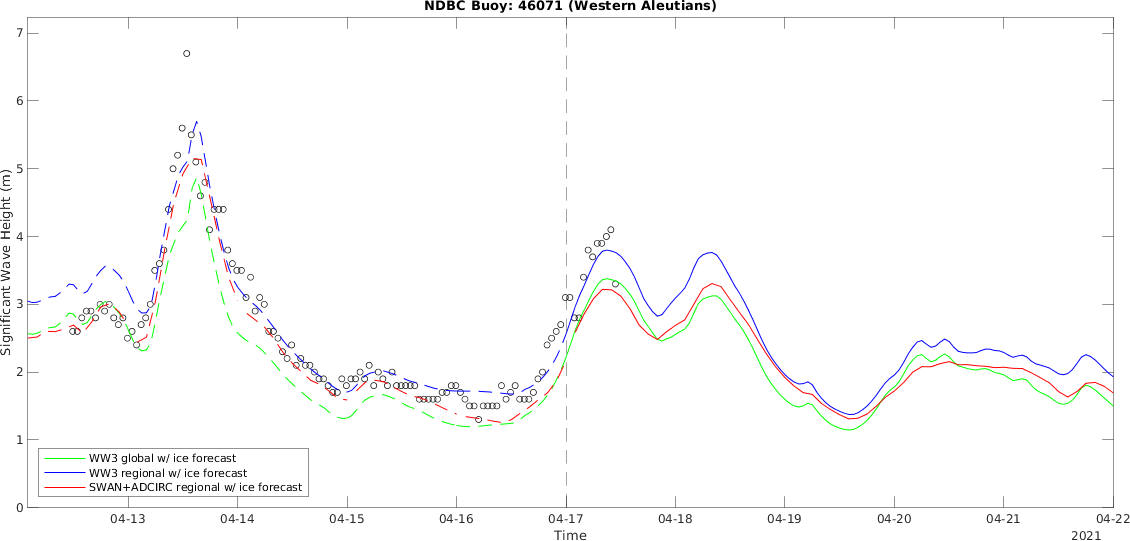 NDBC Buoy: 46071 (Western Aleutians)
7
6
5
4
3
2
1
0
Significant Wave Height (m)
WW3 global w/ ice forecast
WW3 regional w/ ice forecast
SWAN+ADCIRC regional w/ ice forecast
04-13 04-14 04-15 04-16 04-17 04-18 04-19 04-20 04-21 04-22
Time
2021